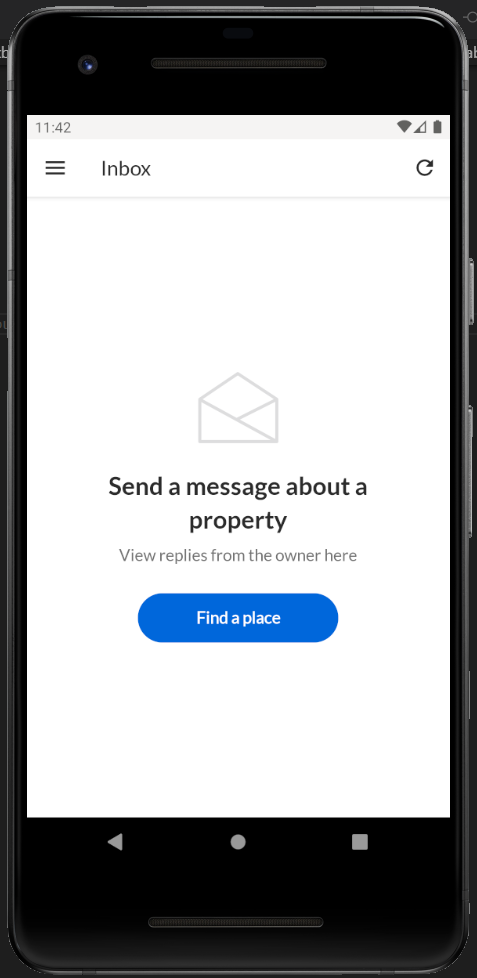 11:42
Inbox
Send a message about a
property
View replies from the owner here
Find a place